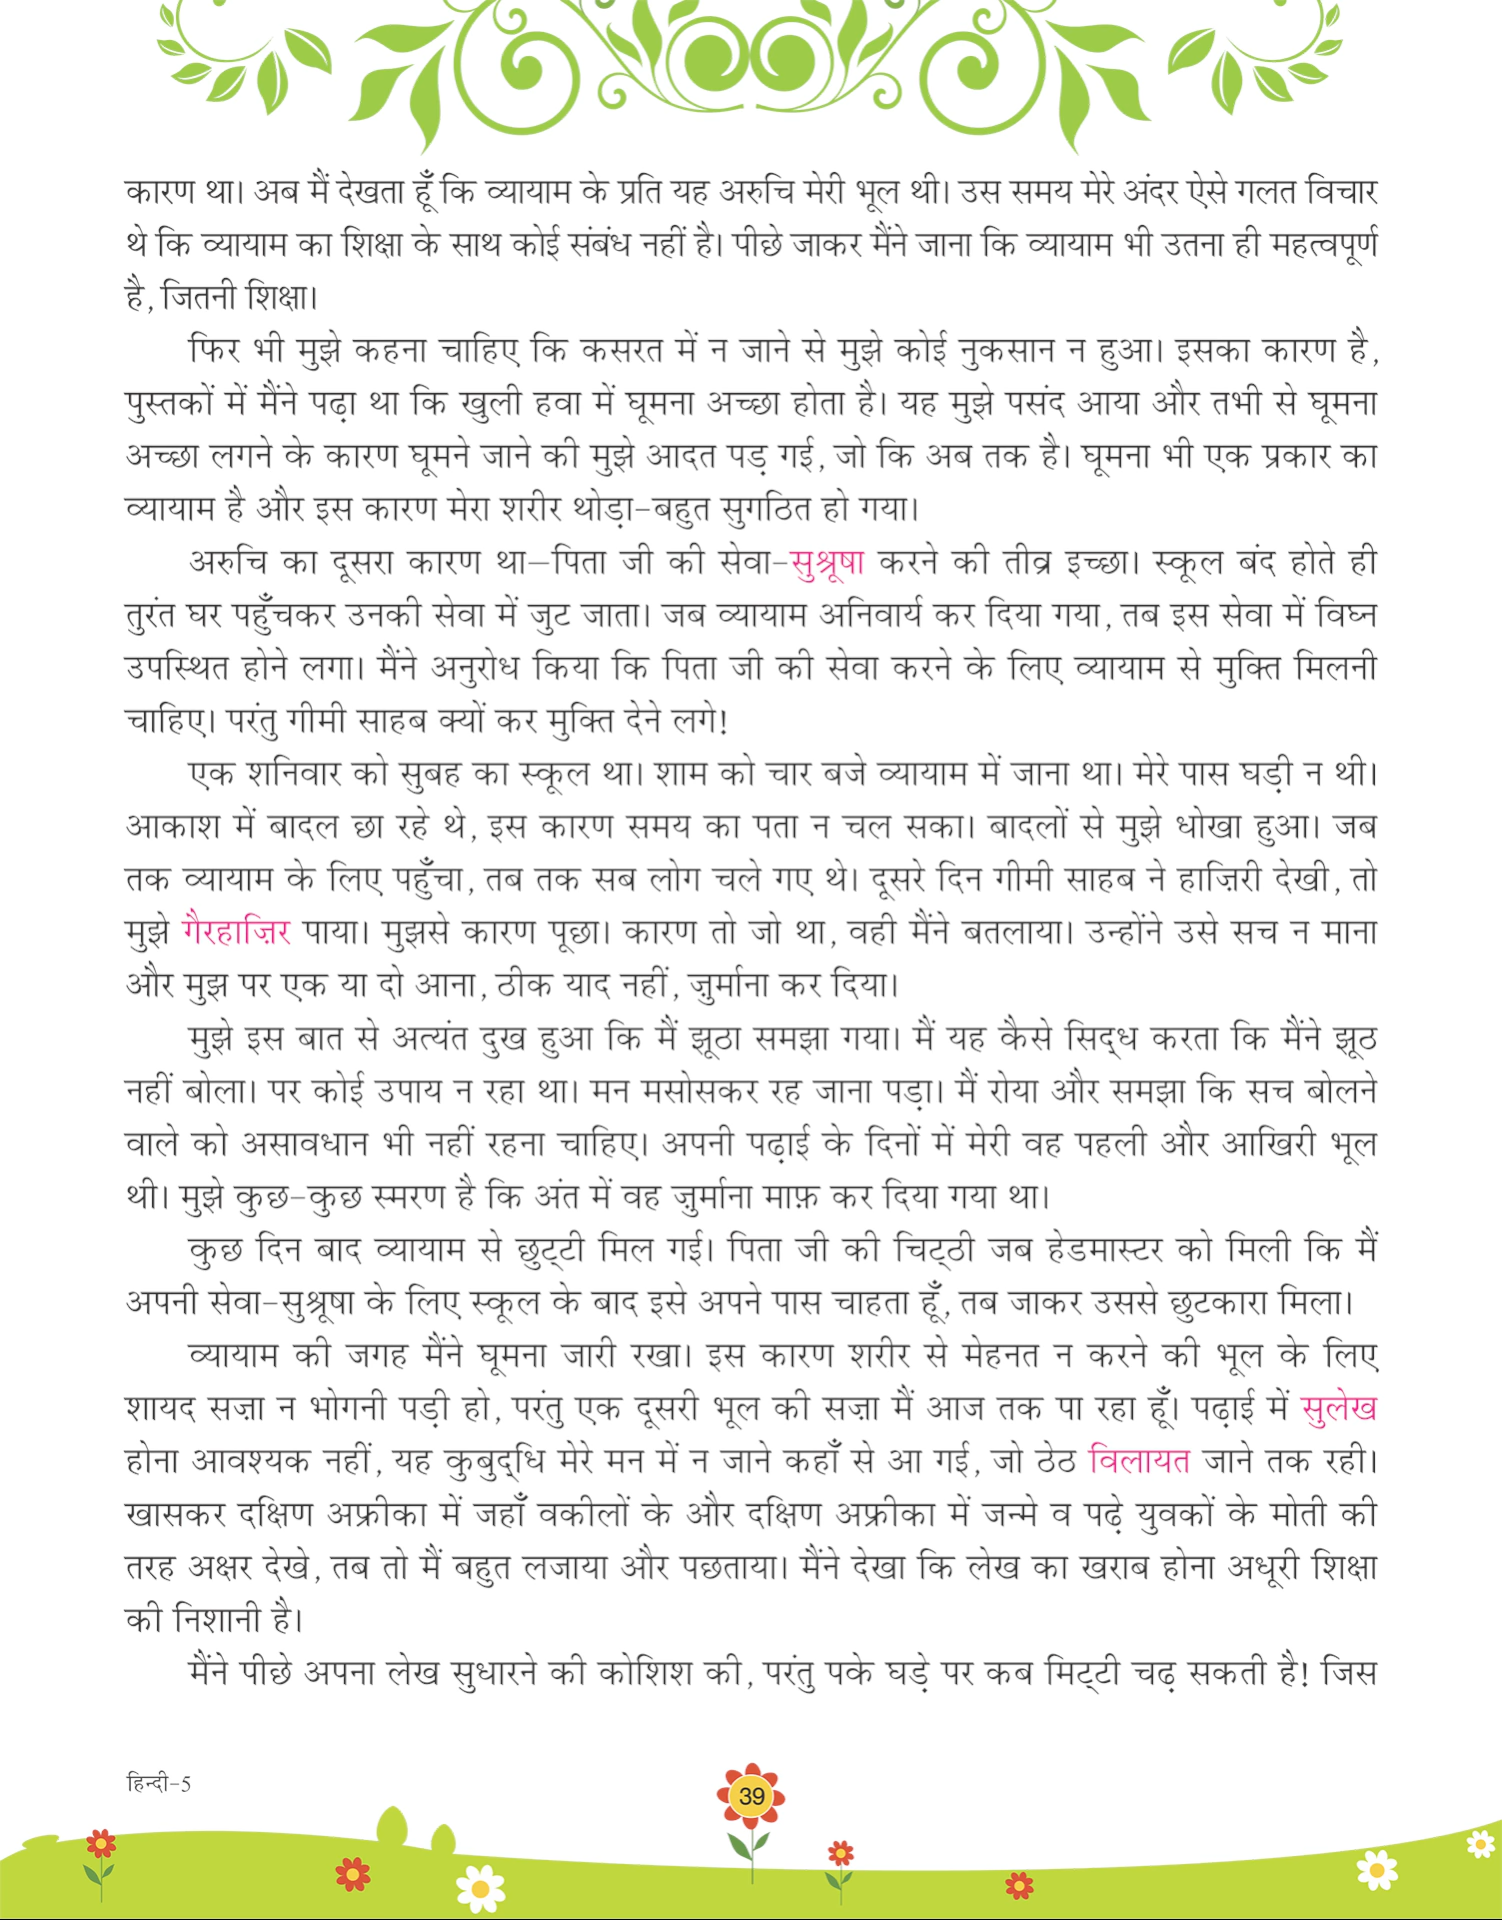 कारण था। अब मैं देखता हूँ कि व्यायाम के प्रति यह अरुचि मेरी भूल थी। उस समय मेरे अंदर ऐसे गलत विचार
थे कि व्यायाम का शिक्षा के साथ कोई संबंध नहीं है। पीछे जाकर मैंने जाना कि व्यायाम भी उतना ही महत्वपूर्ण
है, जितनी शिक्षा।
फिर भी मुझे कहना चाहिए कि कसरत में न जाने से मुझे कोई नुकसान न हुआ। इसका कारण है,
पुस्तकों में मैंने पढ़ा था कि खुली हवा में घूमना अच्छा होता है। यह मुझे पसंद आया और तभी से घूमना
अच्छा लगने के कारण घूमने जाने की मुझे आदत पड़ गई, जो कि अब तक है। घूमना भी एक प्रकार का
व्यायाम है और इस कारण मेरा शरीर थोड़ा-बहुत सुगठित हो गया।
अरुचि का दूसरा कारण था—पिता जी की सेवा-सुश्रूषा करने की तीव्र इच्छा। स्कूल बंद होते ही
तुरंत घर पहुँचकर उनकी सेवा में जुट जाता। जब व्यायाम अनिवार्य कर दिया गया, तब इस सेवा में विघ्न
उपस्थित होने लगा। मैंने अनुरोध किया कि पिता जी की सेवा करने के लिए व्यायाम से मुक्ति मिलनी
चाहिए। परंतु गीमी साहब क्यों कर मुक्ति देने लगे!
एक शनिवार को सुबह का स्कूल था। शाम को चार बजे व्यायाम में जाना था। मेरे पास घड़ी न थी।
आकाश में बादल छा रहे थे, इस कारण समय का पता न चल सका। बादलों से मुझे धोखा हुआ। जब
तक व्यायाम के लिए पहुँचा, तब तक सब लोग चले गए थे। दूसरे दिन गीमी साहब ने हाज़िरी देखी, तो
मुझे गैरहाज़िर पाया। मुझसे कारण पूछा। कारण तो जो था, वही मैंने बतलाया। उन्होंने उसे सच न माना
और मुझ पर एक या दो आना, ठीक याद नहीं, ज़ुर्माना कर दिया।
मुझे इस बात से अत्यंत दुख हुआ कि मैं झूठा समझा गया। मैं यह कैसे सिद्ध करता कि मैंने झूठ
नहीं बोला। पर कोई उपाय न रहा था। मन मसोसकर रह जाना पड़ा। मैं रोया और समझा कि सच बोलने
वाले को असावधान भी नहीं रहना चाहिए। अपनी पढ़ाई के दिनों में मेरी वह पहली और आखिरी भूल
थी। मुझे कुछ-कुछ स्मरण है कि अंत में वह ज़ुर्माना माफ़ कर दिया गया था।
कुछ दिन बाद व्यायाम से छुट्टी मिल गई। पिता जी की चिट्ठी जब हेडमास्टर को मिली कि मैं
अपनी सेवा-सुश्रूषा के लिए स्कूल के बाद इसे अपने पास चाहता हूँ, तब जाकर उससे छुटकारा मिला।
व्यायाम की जगह मैंने घूमना जारी रखा। इस कारण शरीर से मेहनत न करने की भूल के लिए
शायद सज़ा न भोगनी पड़ी हो, परंतु एक दूसरी भूल की सज़ा मैं आज तक पा रहा हूँ। पढ़ाई में सुलेख
होना आवश्यक नहीं, यह कुबुद्धि मेरे मन में न जाने कहाँ से आ गई, जो ठेठ विलायत जाने तक रही।
खासकर दक्षिण अफ्रीका में जहाँ वकीलों के और दक्षिण अफ्रीका में जन्मे व पढ़े युवकों के मोती की
तरह अक्षर देखे, तब तो मैं बहुत लजाया और पछताया। मैंने देखा कि लेख का खराब होना अधूरी शिक्षा
की निशानी है।
मैंने पीछे अपना लेख सुधारने की कोशिश की, परंतु पके घड़े पर कब मिट्टी चढ़ सकती है! जिस
हिन्दी-5
39